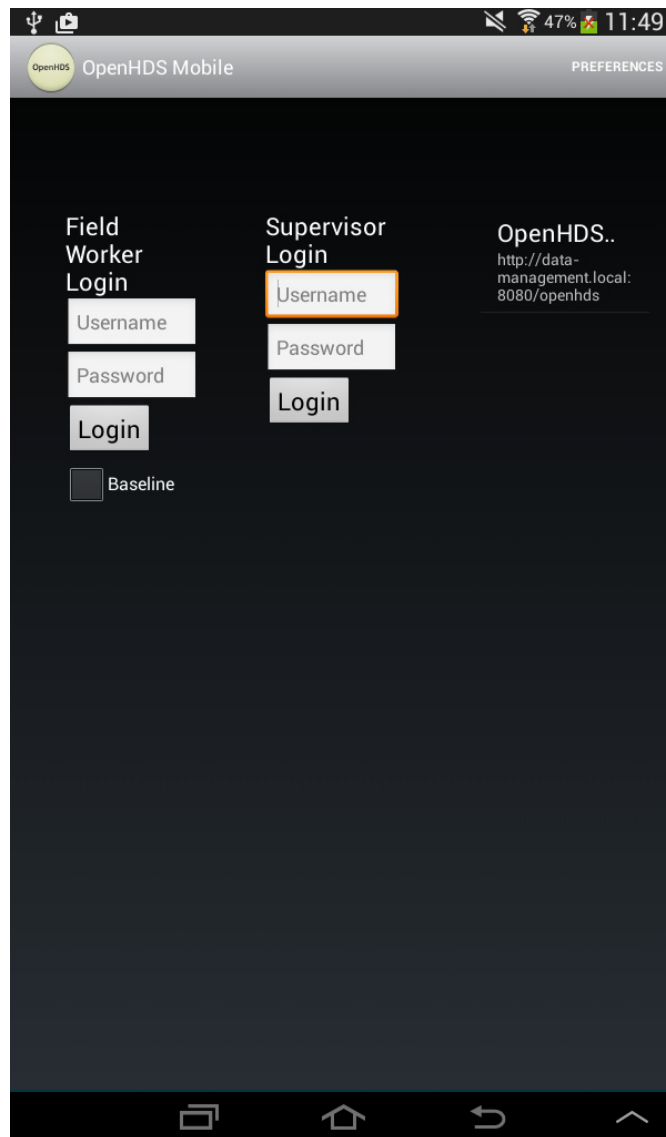 47% 11:49
OpenHDS OpenHDS Mobile PREFERENCES
Field
Worker
Login
Username
Password
Login
Baseline
Supervisor
Login
Username
Password
Login
OpenHDS..
http://data-
management.local:
8080/openhds